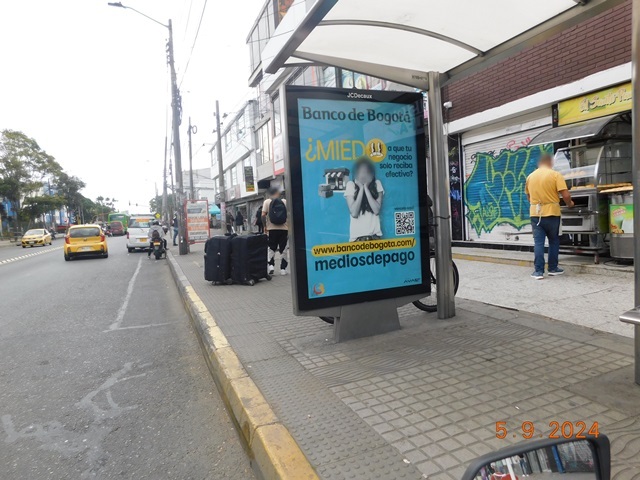 JCDecaux
Banco de Bogotá
¿MIEDO
a que tu
negocio
solo reciba
efectivo?
www.bancodebogota.com/
mediosdepago
5.9.2024